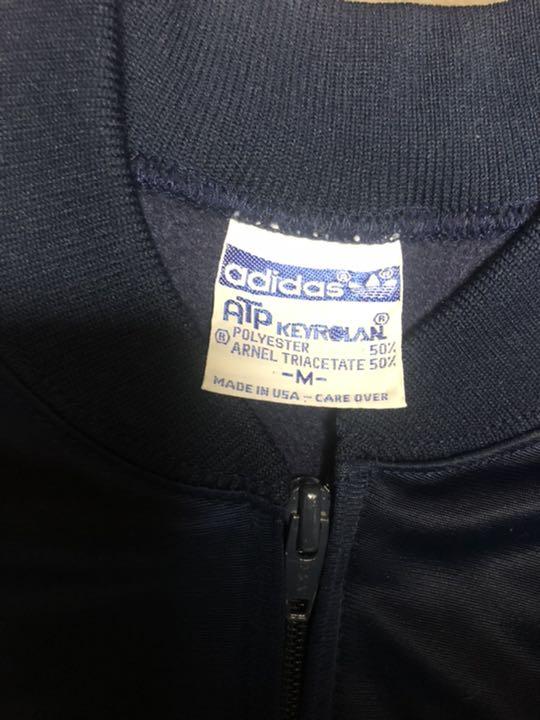 adidas®
ATP KEYROLAN®
® POLYESTER 50%
ARNEL TRIACETATE 50%
-M-
MADE IN USA - CARE OVER